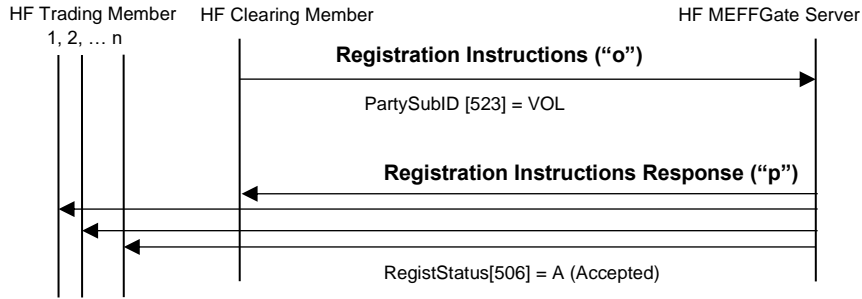 HF Trading Member
1, 2, … n
HF Clearing Member
HF MEFFGate Server
Registration Instructions (“o”)
PartySubID [523] = VOL
Registration Instructions Response (“p”)
RegistStatus[506] = A (Accepted)